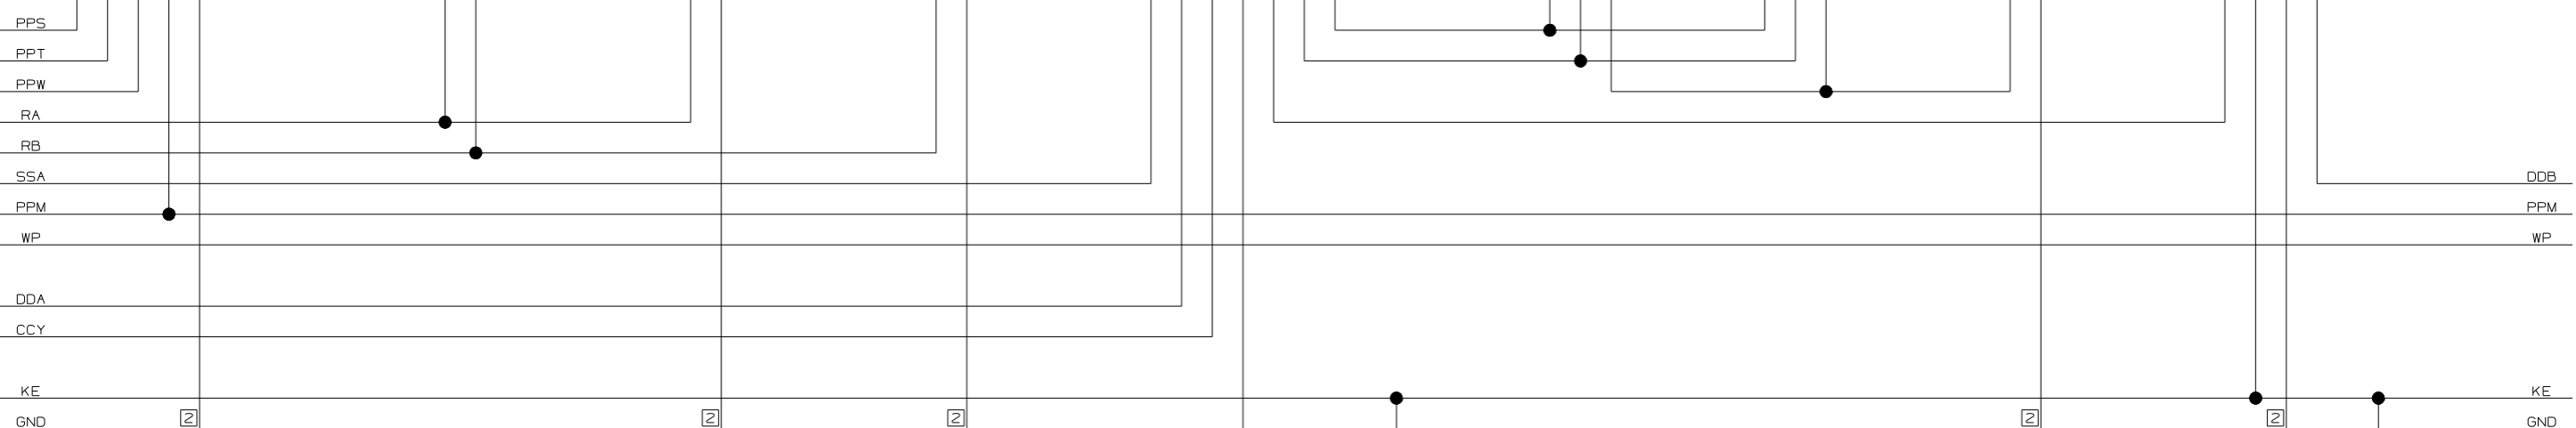 PPS
PPT
PPW
RA
RB
SSA DDB
PPM PPM
WP WP
DDA
CCY
KE KE
2 2 2 2 2
GND GND